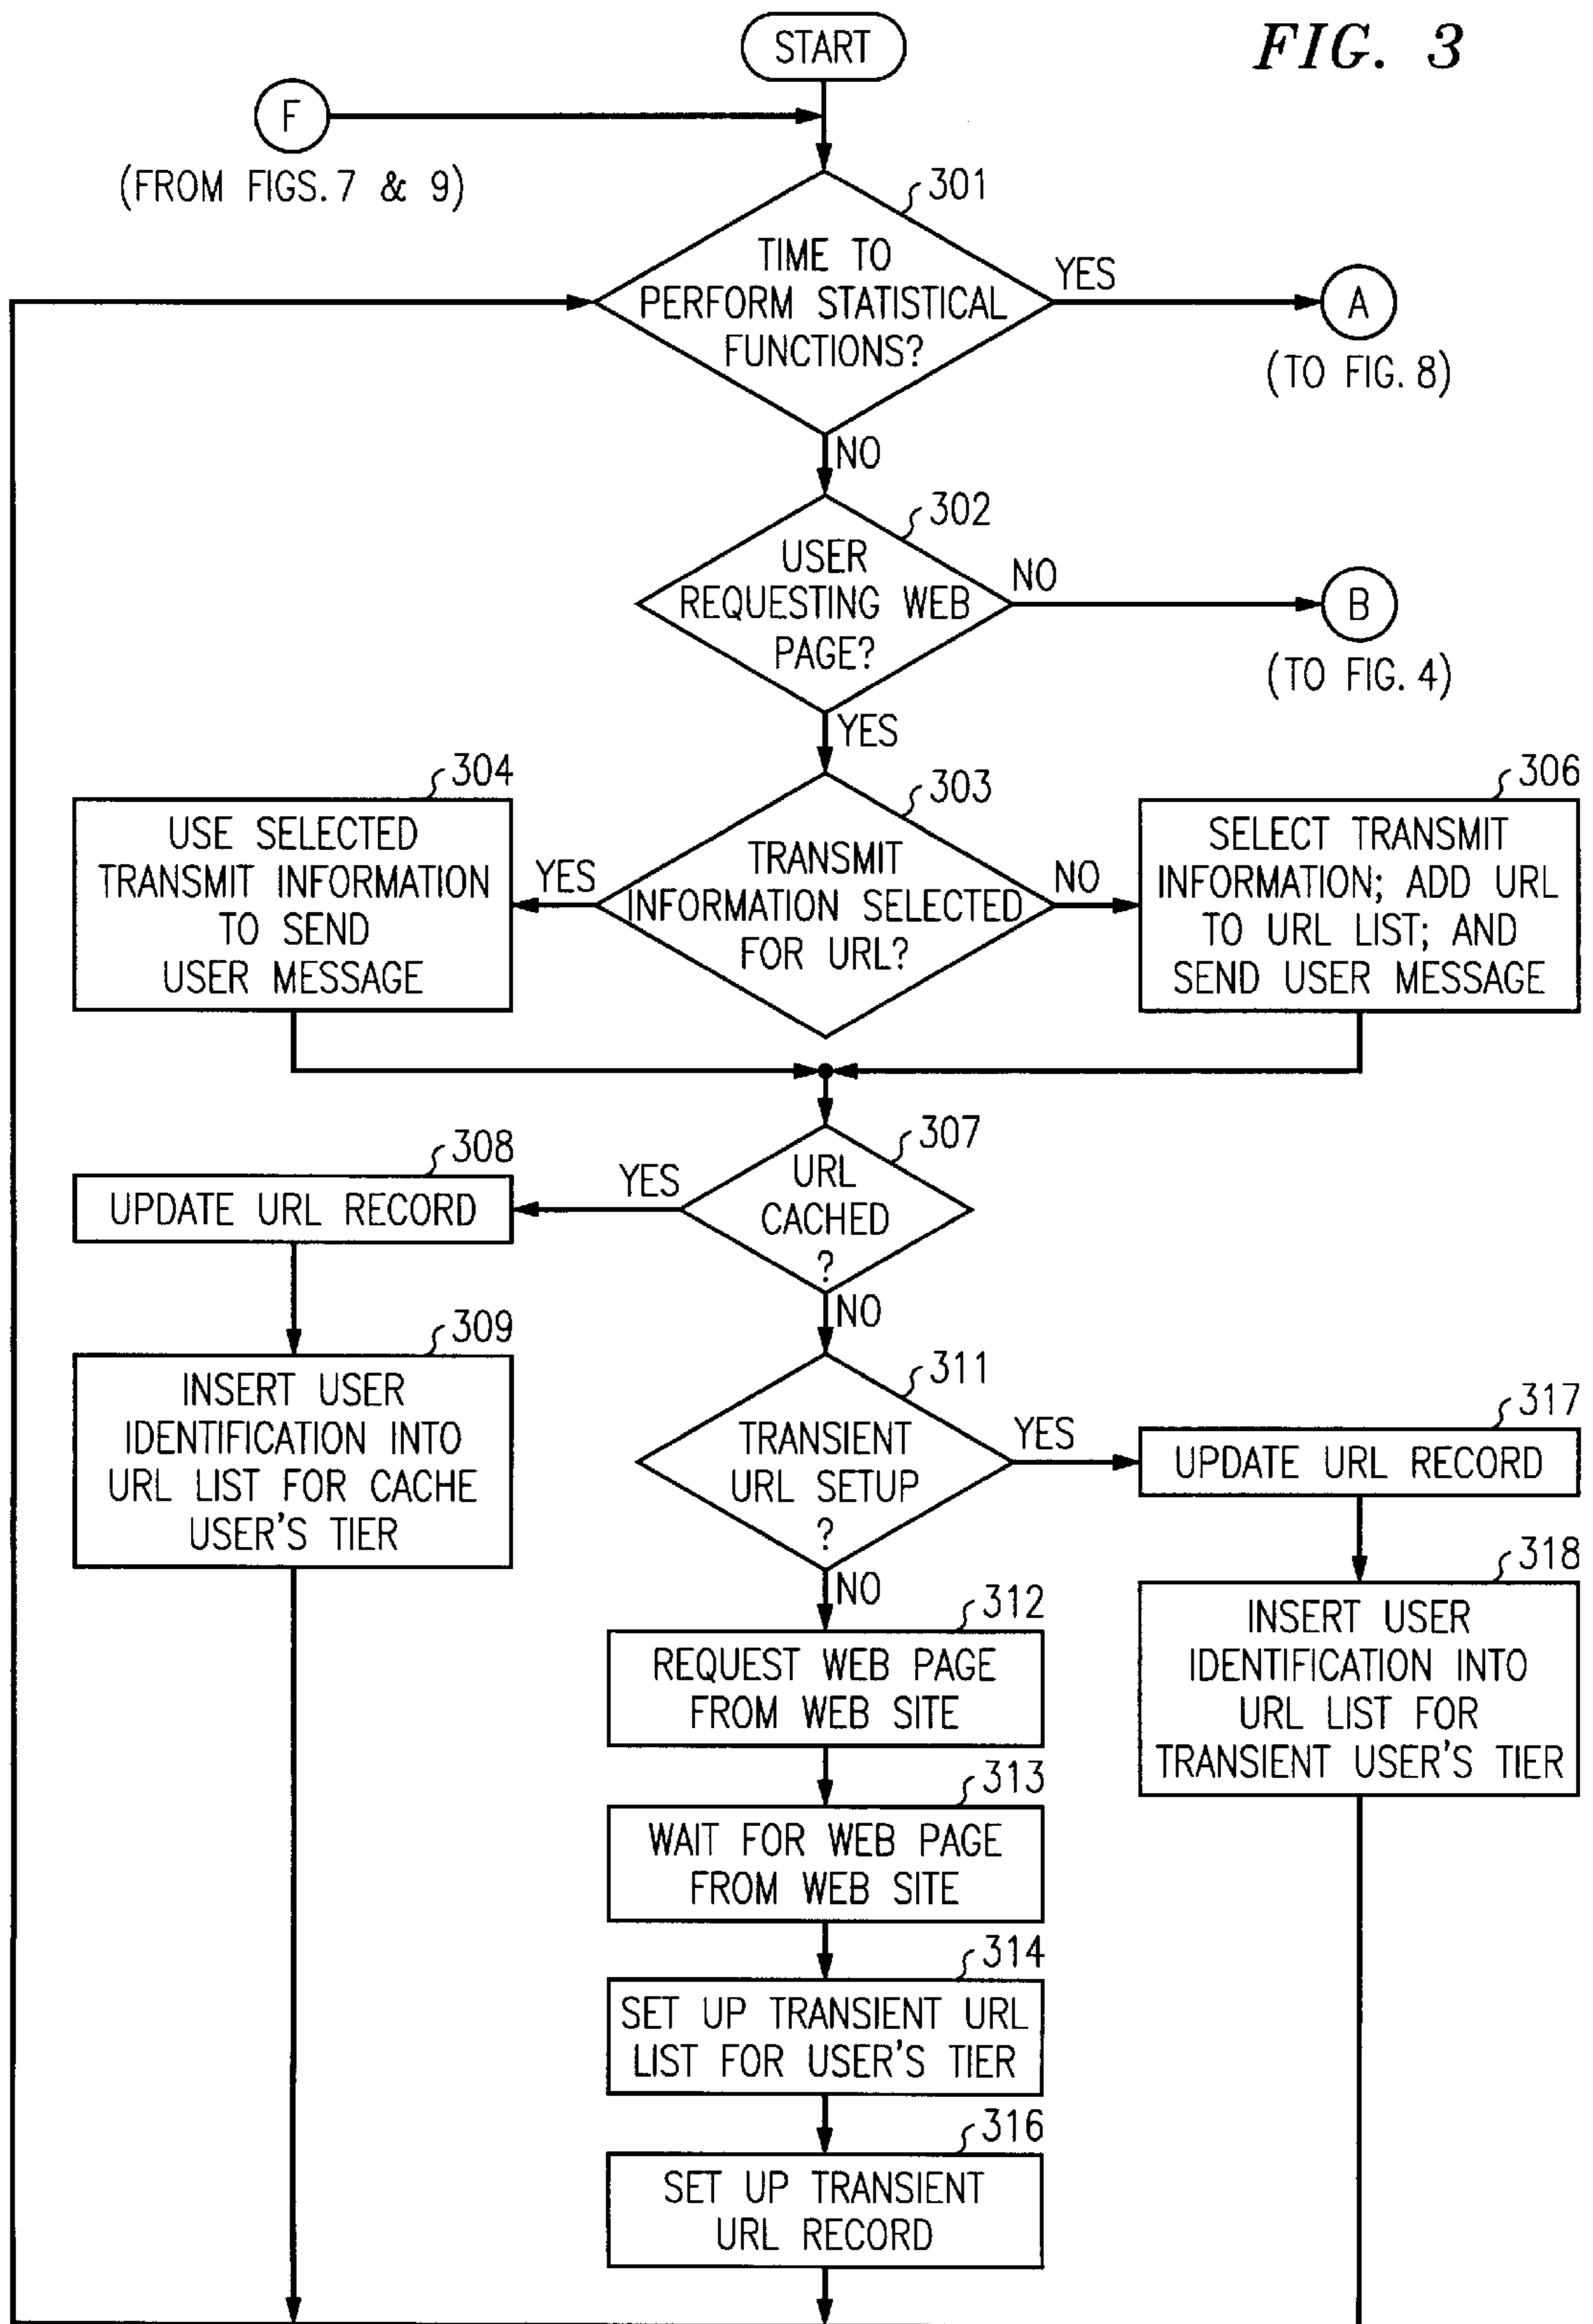 FIG. 3
START
F
(FROM FIGS. 7 & 9)
301
TIME TO
PERFORM STATISTICAL
FUNCTIONS?
YES
A
(TO FIG. 8)
NO
302
USER
REQUESTING WEB
PAGE?
NO
B
(TO FIG. 4)
YES
304
USE SELECTED
TRANSMIT INFORMATION
TO SEND
USER MESSAGE
YES
303
TRANSMIT
INFORMATION SELECTED
FOR URL?
NO
306
SELECT TRANSMIT
INFORMATION; ADD URL
TO URL LIST; AND
SEND USER MESSAGE
307
URL
CACHED
?
YES
308
UPDATE URL RECORD
309
INSERT USER
IDENTIFICATION INTO
URL LIST FOR CACHE
USER'S TIER
NO
311
TRANSIENT
URL SETUP
?
YES
317
UPDATE URL RECORD
318
INSERT USER
IDENTIFICATION INTO
URL LIST FOR
TRANSIENT USER'S TIER
NO
312
REQUEST WEB PAGE
FROM WEB SITE
313
WAIT FOR WEB PAGE
FROM WEB SITE
314
SET UP TRANSIENT URL
LIST FOR USER'S TIER
316
SET UP TRANSIENT
URL RECORD